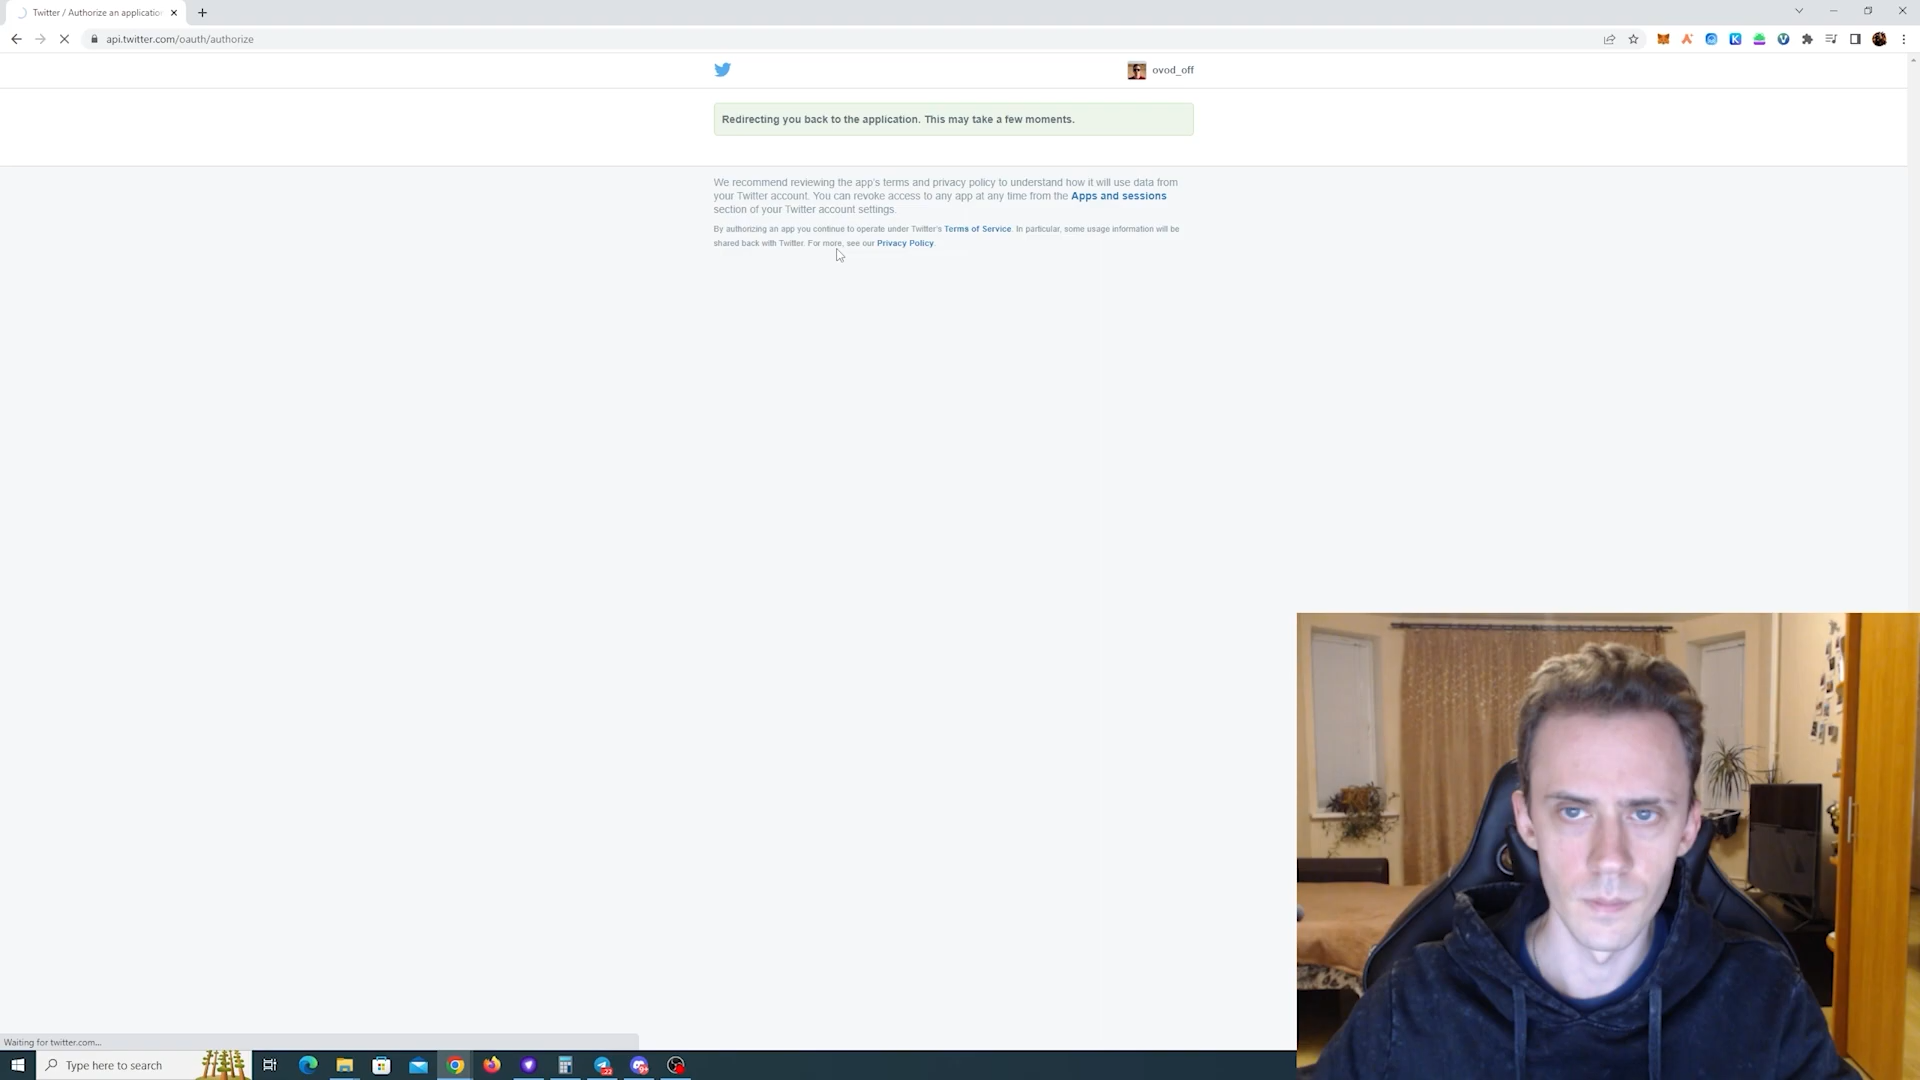 Twitter / Authorize an applicatio
api.twitter.com/oauth/authorize
ovod_off
Redirecting you back to the application. This may take a few moments.
We recommend reviewing the app's terms and privacy policy to understand how it will use data from
your Twitter account. You can revoke access to any app at any time from the Apps and sessions
section of your Twitter account settings.
By authorizing an app you continue to operate under Twitter's Terms of Service. In particular, some usage information will be
shared back with Twitter. For more, see our Privacy Policy.
Waiting for twitter.com...
Type here to search